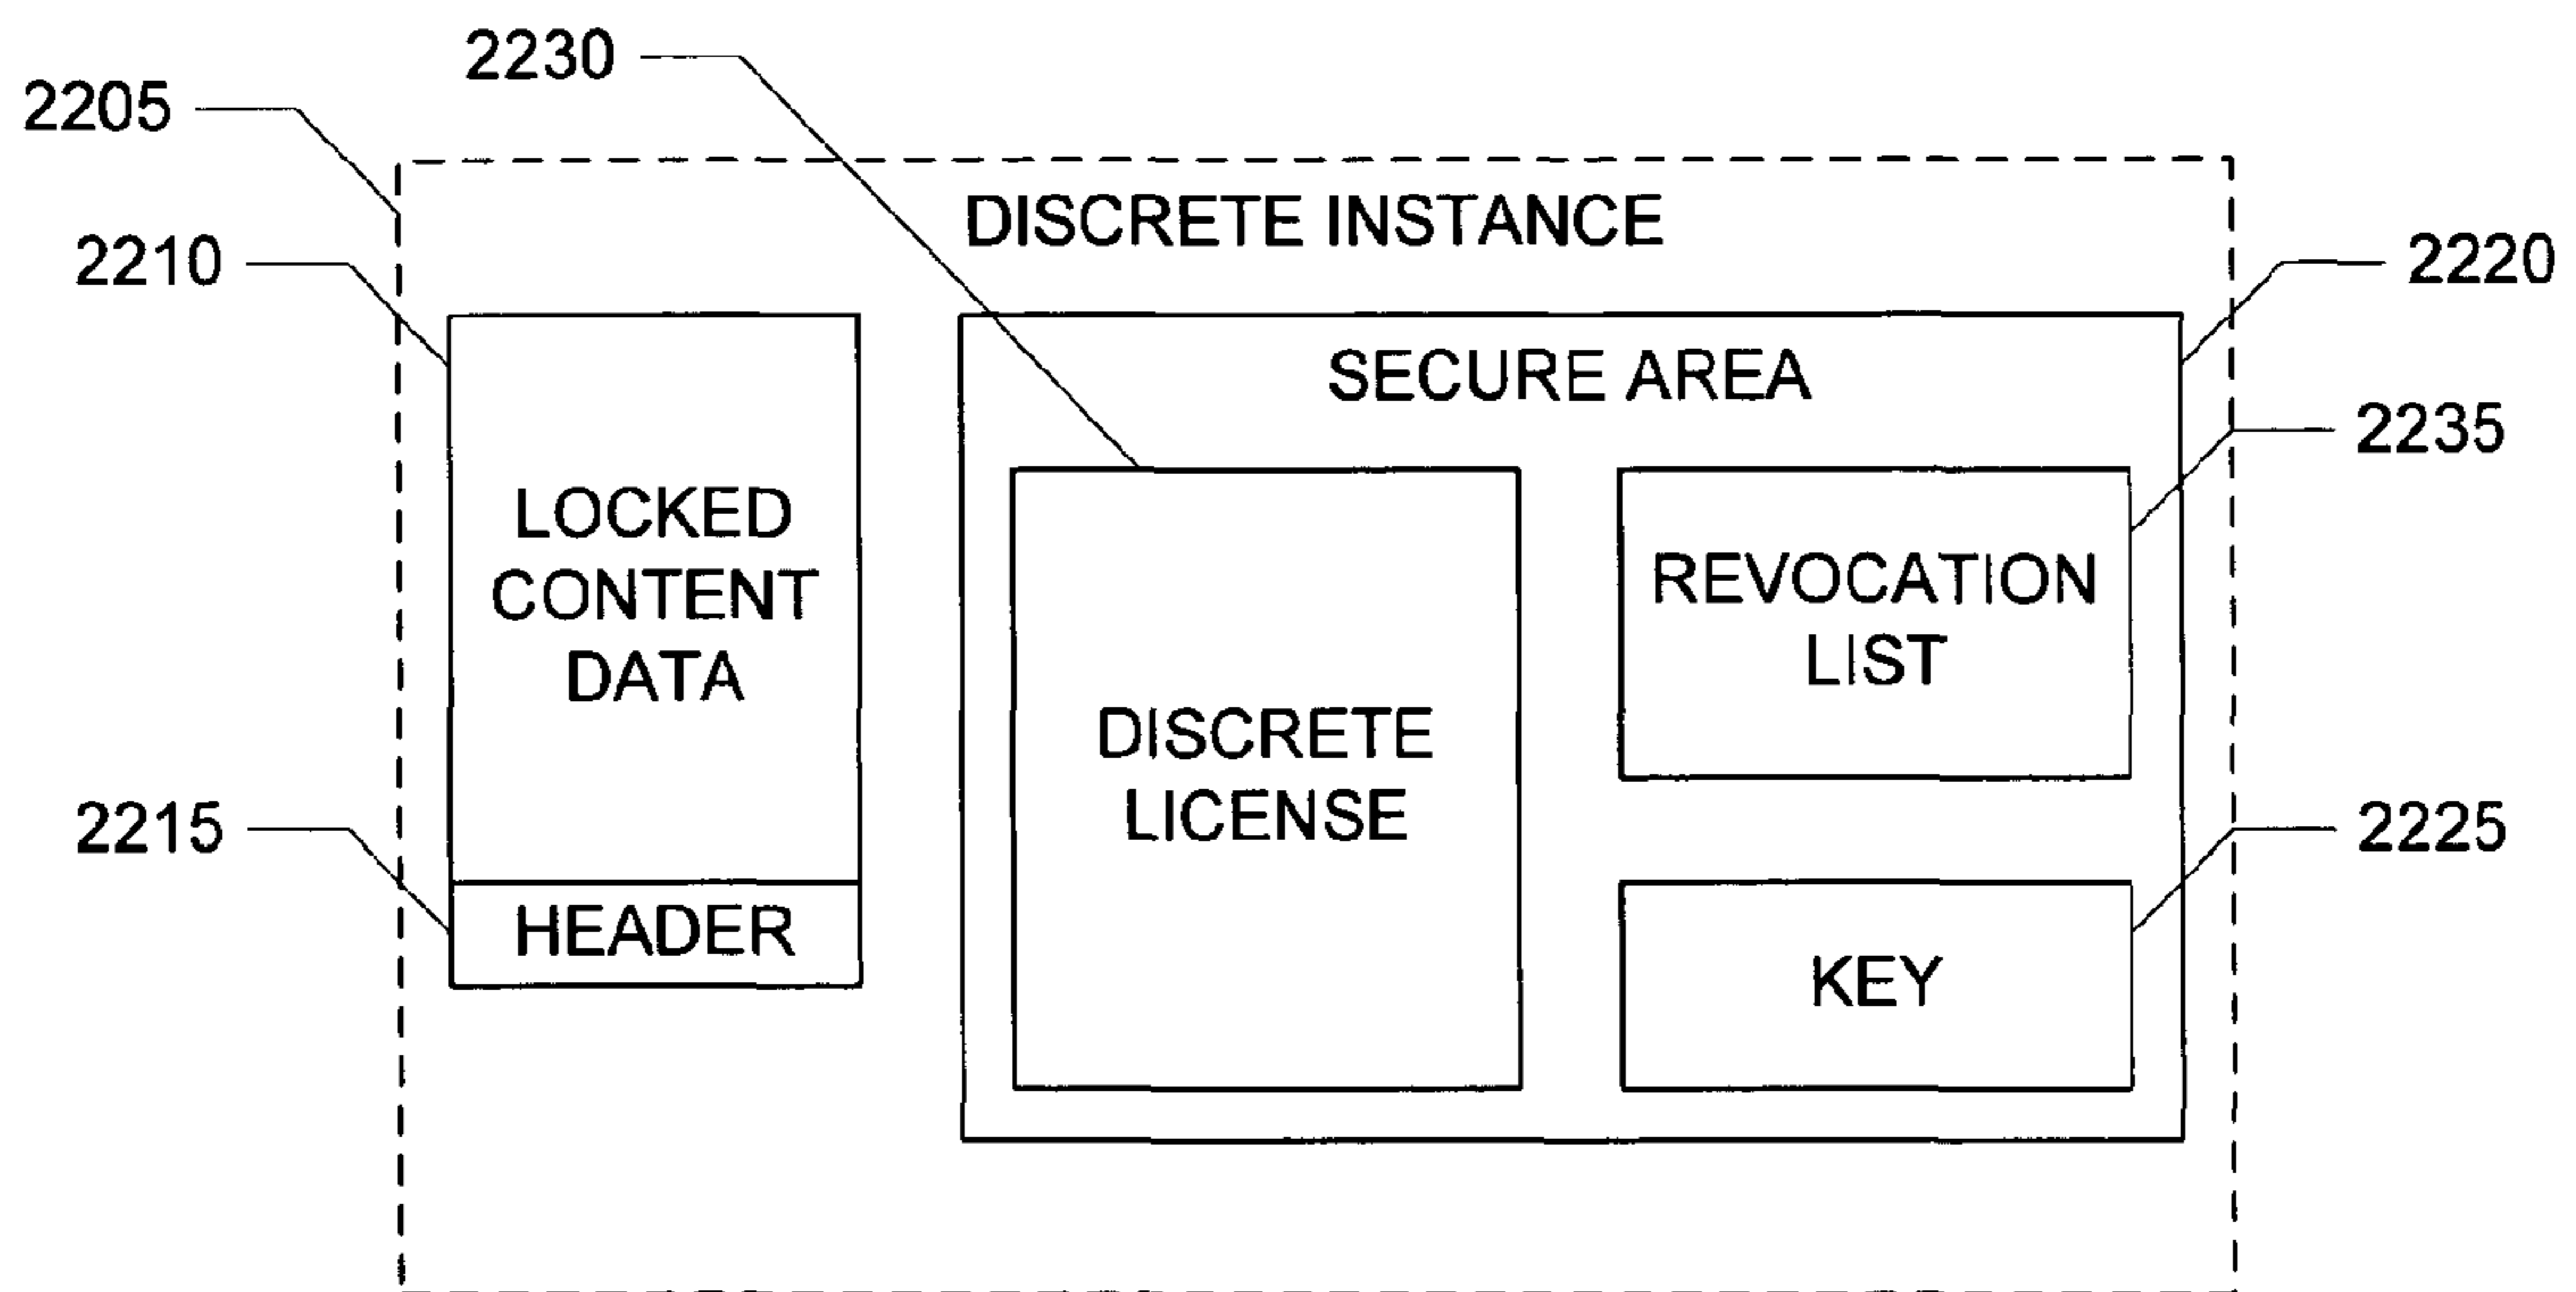 2230
2205
DISCRETE INSTANCE
2210
2220
SECURE AREA
2235
LOCKED
CONTENT
DATA
REVOCATION
LIST
DISCRETE
LICENSE
2215
2225
HEADER
KEY